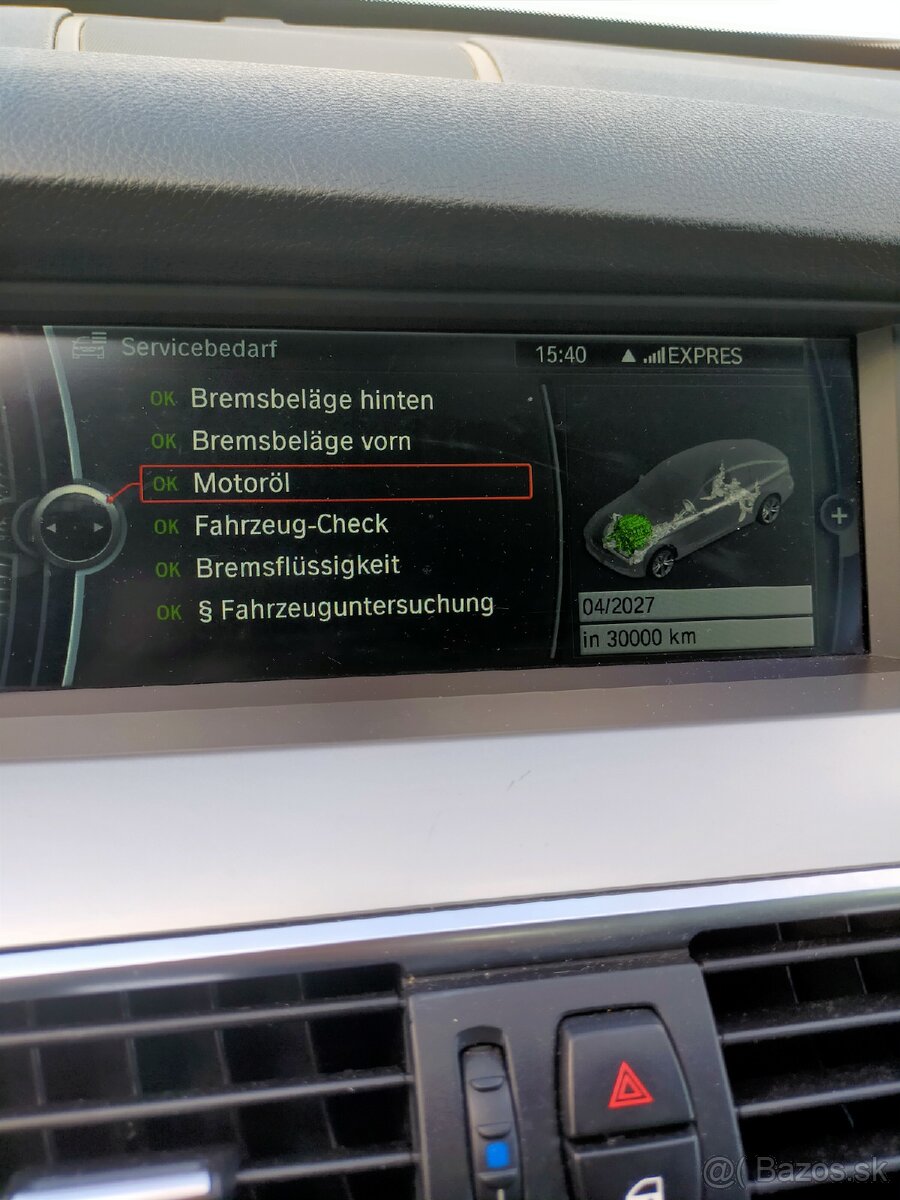 Servicebedarf
15:40
EXPRES
OK Bremsbeläge hinten
OK Bremsbeläge vorn
OK Motoröl
OK Fahrzeug-Check
OK Bremsflüssigkeit
OK § Fahrzeuguntersuchung
04/2027
in 30000 km
@( Bazos.sk